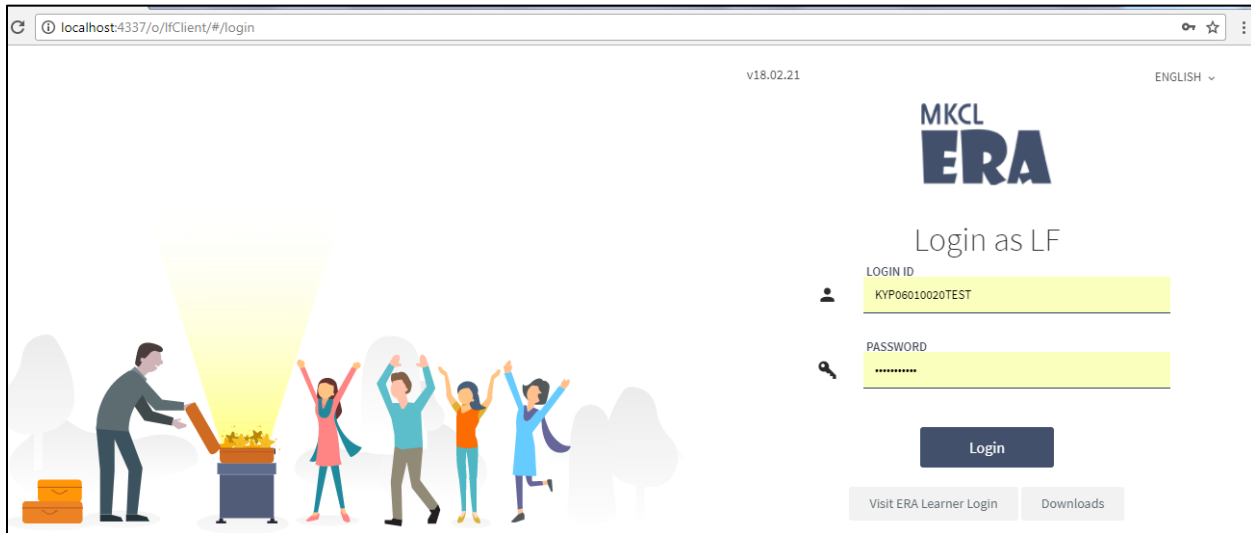 localhost:4337/o/lfClient/#/login
v18.02.21
ENGLISH
MKCL
ERA
Login as LF
LOGIN ID
KYP06010020TEST
PASSWORD
•••••••••••
Login
Visit ERA Learner Login
Downloads